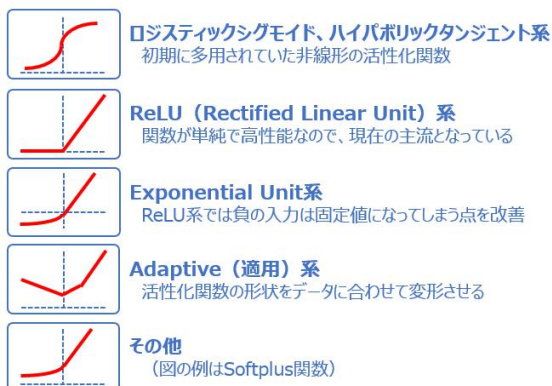 ロジスティックシグモイド、ハイパボリックタンジェント系
初期に多用されていた非線形の活性化関数
ReLU（Rectified Linear Unit）系
関数が単純で高性能なので、現在の主流となっている
Exponential Unit系
ReLU系では負の入力は固定値になってしまう点を改善
Adaptive（適用）系
活性化関数の形状をデータに合わせて変形させる
その他
（図の例はSoftplus関数）